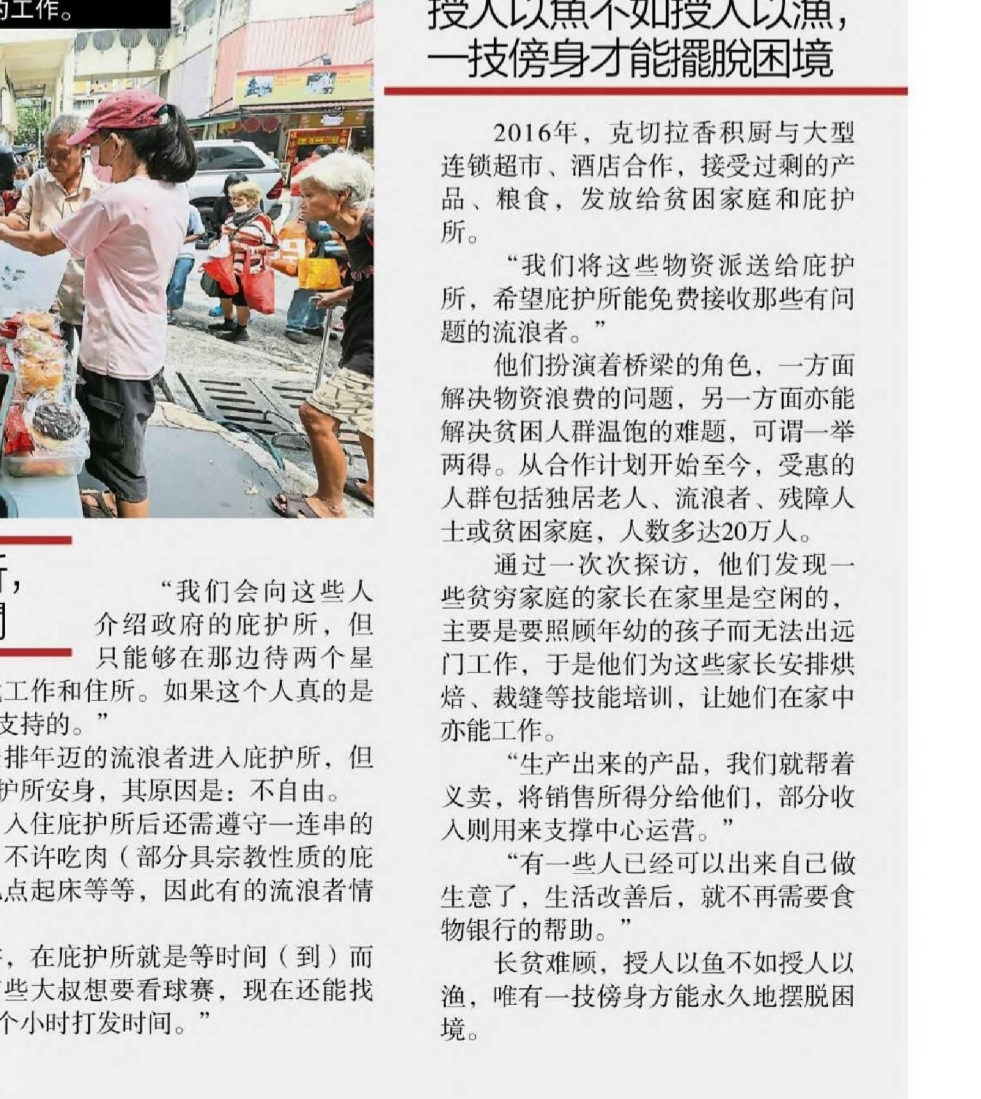 的工作。
授人以魚不如授人以漁，
一技傍身才能擺脫困境
2016年，克切拉香积厨与大型
连锁超市、酒店合作，接受过剩的产
品、粮食，发放给贫困家庭和庇护
所。
“我们将这些物资派送给庇护
所，希望庇护所能免费接收那些有问
题的流浪者。”
他们扮演着桥梁的角色，一方面
解决物资浪费的问题，另一方面亦能
解决贫困人群温饱的难题，可谓一举
两得。从合作计划开始至今，受惠的
人群包括独居老人、流浪者、残障人
士或贫困家庭，人数多达20万人。
通过一次次探访，他们发现一
些贫穷家庭的家长在家里是空闲的，
主要是要照顾年幼的孩子而无法出远
门工作，于是他们为这些家长安排烘
焙、裁缝等技能培训，让她们在家中
亦能工作。
“生产出来的产品，我们就帮着
义卖，将销售所得分给他们，部分收
入则用来支撑中心运营。”
“有一些人已经可以出来自己做
生意了，生活改善后，就不再需要食
物银行的帮助。”
长贫难顾，授人以鱼不如授人以
渔，唯有一技傍身方能永久地摆脱困
境。
“我们会向这些人
介绍政府的庇护所，但
只能够在那边待两个星
工作和住所。如果这个人真的是
支持的。”
排年迈的流浪者进入庇护所，但
护所安身，其原因是：不自由。
入住庇护所后还需遵守一连串的
不许吃肉（部分具宗教性质的庇
点起床等等，因此有的流浪者情
，在庇护所就是等时间（到）而
些大叔想要看球赛，现在还能找
个小时打发时间。”